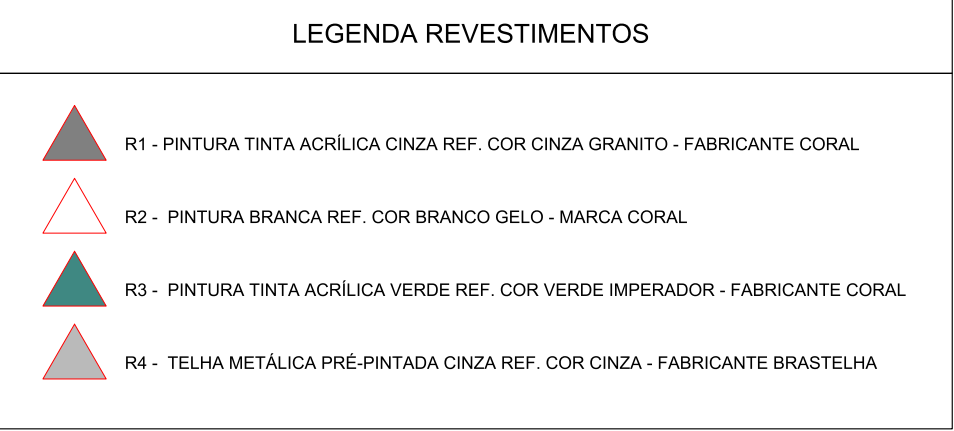 LEGENDA REVESTIMENTOS
R1 - PINTURA TINTA ACRÍLICA CINZA REF. COR CINZA GRANITO - FABRICANTE CORAL
R2 - PINTURA BRANCA REF. COR BRANCO GELO - MARCA CORAL
R3 - PINTURA TINTA ACRÍLICA VERDE REF. COR VERDE IMPERADOR - FABRICANTE CORAL
R4 - TELHA METÁLICA PRÉ-PINTADA CINZA REF. COR CINZA - FABRICANTE BRASTELHA